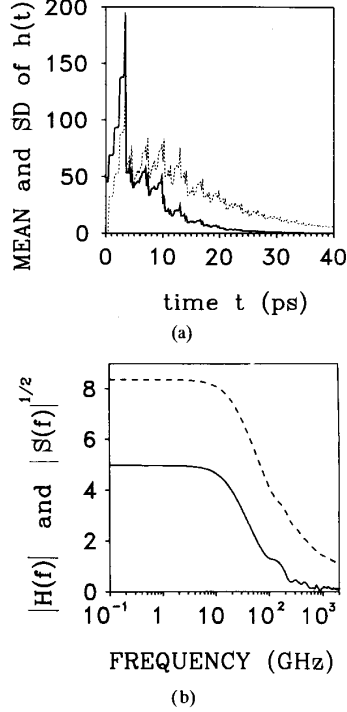 MEAN and SD of h(t)
200
150
100
50
0
0 10 20 30 40
time t (ps)
(a)
|H(f)| and |S(f)|^1/2
8
6
4
2
0
10^-1 1 10 10^2 10^3
FREQUENCY (GHz)
(b)